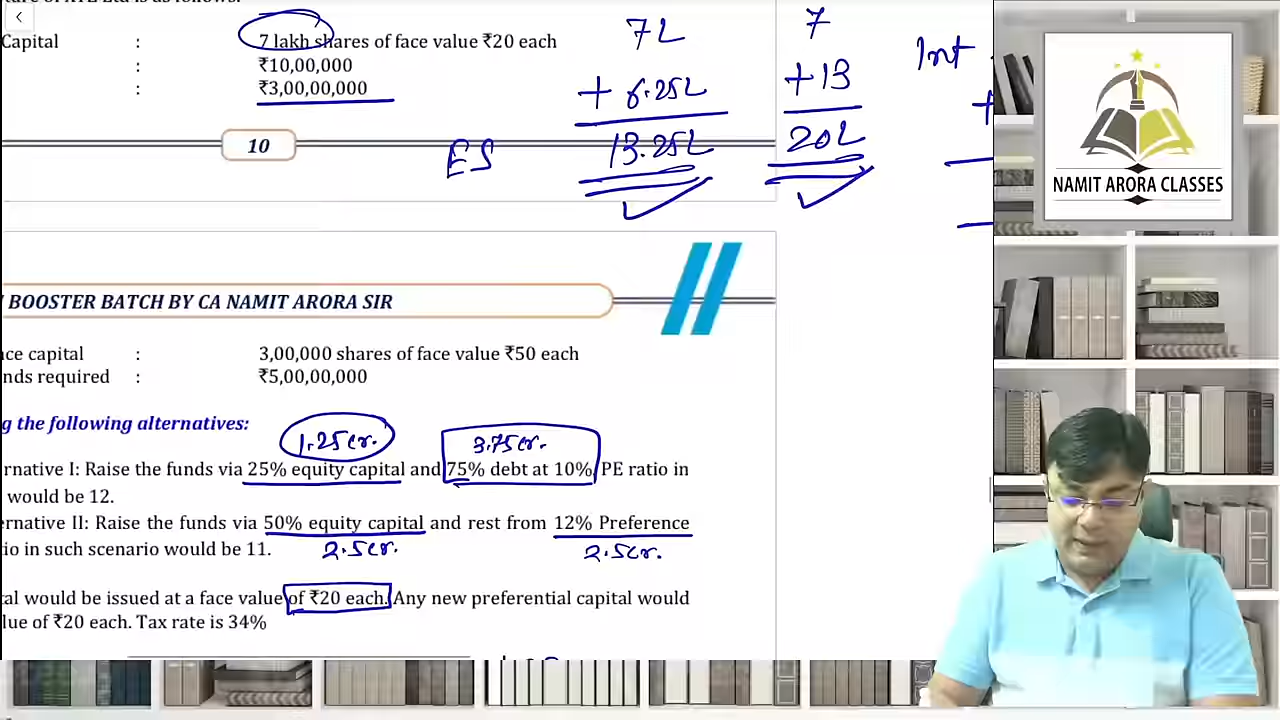 Capital : 7 lakh shares of face value ₹20 each
: ₹10,00,000
: ₹3,00,00,000
10
7L
+ 6.25L
13.25L
7
+13
20L
ES
Int
+
NAMIT ARORA CLASSES
BOOSTER BATCH BY CA NAMIT ARORA SIR
nce capital : 3,00,000 shares of face value ₹50 each
nds required : ₹5,00,00,000
g the following alternatives:
1.25cr.
3.75cr.
rnative I: Raise the funds via 25% equity capital and 75% debt at 10%. PE ratio in
would be 12.
ernative II: Raise the funds via 50% equity capital and rest from 12% Preference
io in such scenario would be 11.
2.5cr.
2.5cr.
tal would be issued at a face value of ₹20 each. Any new preferential capital would
lue of ₹20 each. Tax rate is 34%